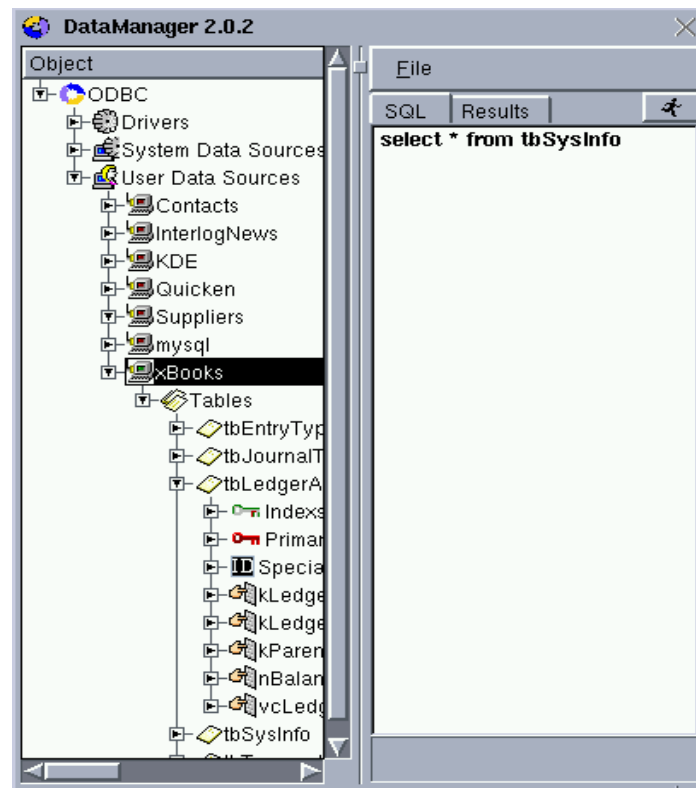 DataManager 2.0.2
Object
ODBC
Drivers
System Data Sources
User Data Sources
Contacts
InterlogNews
KDE
Quicken
Suppliers
mysql
xBooks
Tables
tbEntryTyp
tbJournalT
tbLedgerA
Indexs
Primar
Specia
kLedge
kLedge
kParen
nBalan
vcLedg
tbSysInfo
File
SQL Results
select * from tbSysInfo